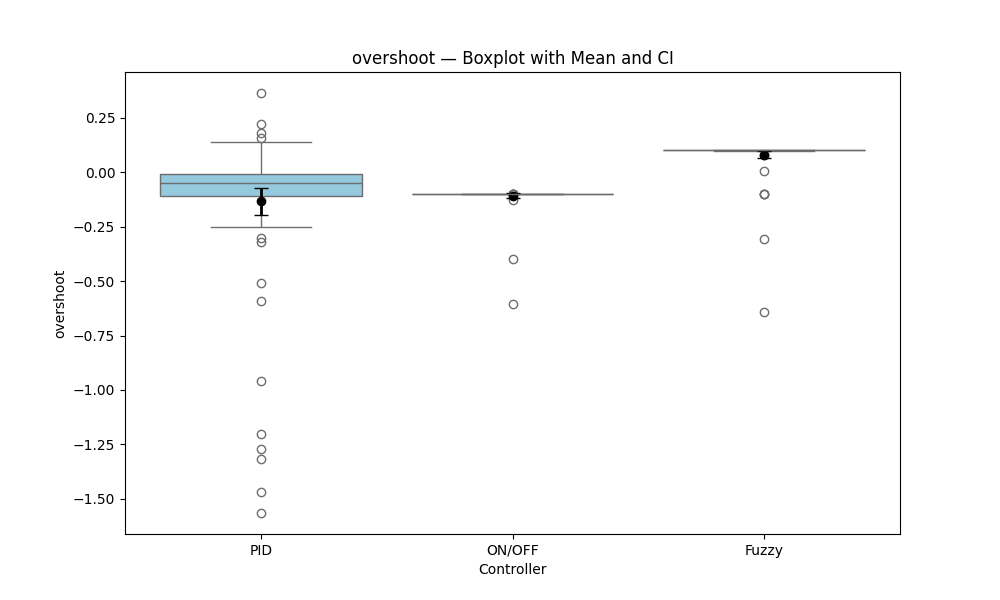 overshoot — Boxplot with Mean and CI
0.25
0.00
−0.25
−0.50
−0.75
−1.00
−1.25
−1.50
overshoot
PID
ON/OFF
Fuzzy
Controller